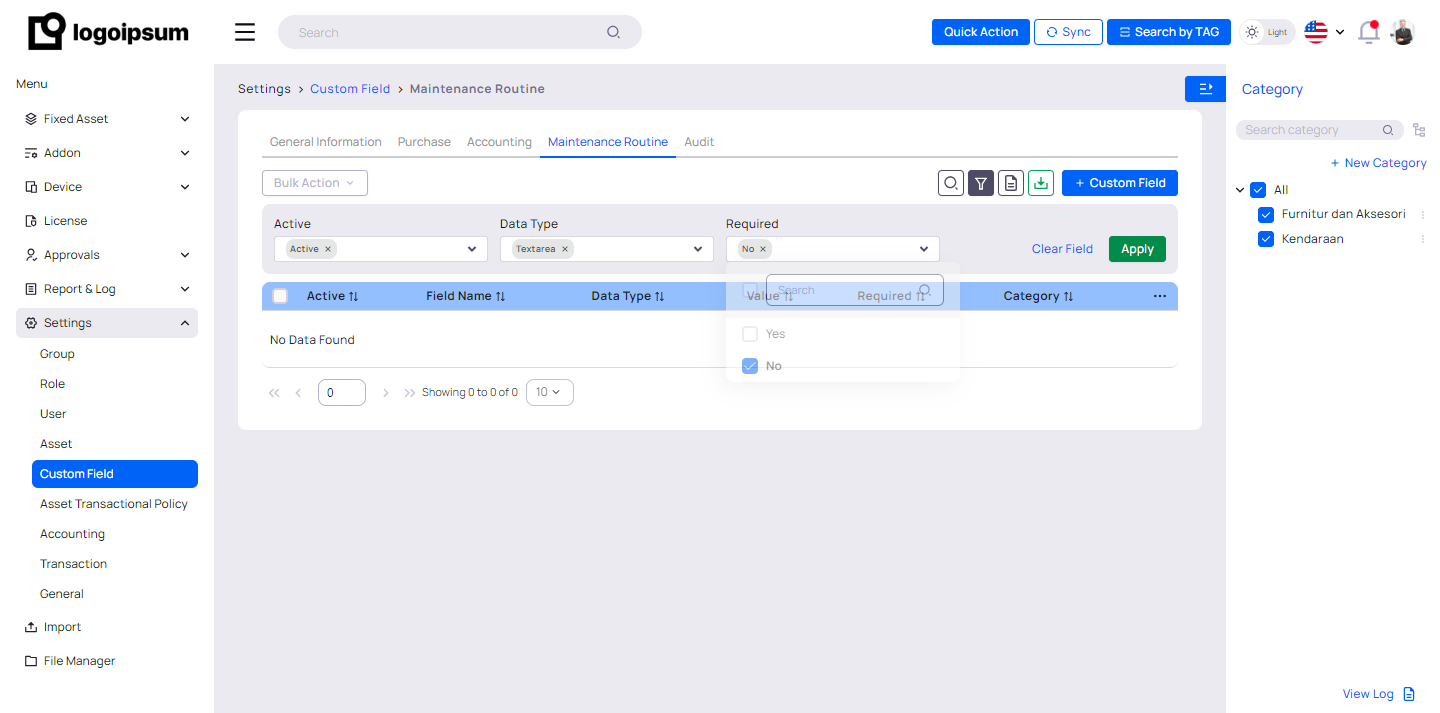 logoipsum
Search
Quick Action
Sync
Search by TAG
Light
Menu
Fixed Asset
Addon
Device
License
Approvals
Report & Log
Settings
Group
Role
User
Asset
Custom Field
Asset Transactional Policy
Accounting
Transaction
General
Import
File Manager
Settings > Custom Field > Maintenance Routine
General Information Purchase Accounting Maintenance Routine Audit
Bulk Action
+ Custom Field
Active Data Type Required
Active × Textarea × No ×
Clear Field Apply
Search
Active Field Name Data Type Value Required Category
Yes
No Data Found
No
0 Showing 0 to 0 of 0 10
Category
Search category
+ New Category
All
Furnitur dan Aksesori
Kendaraan
View Log